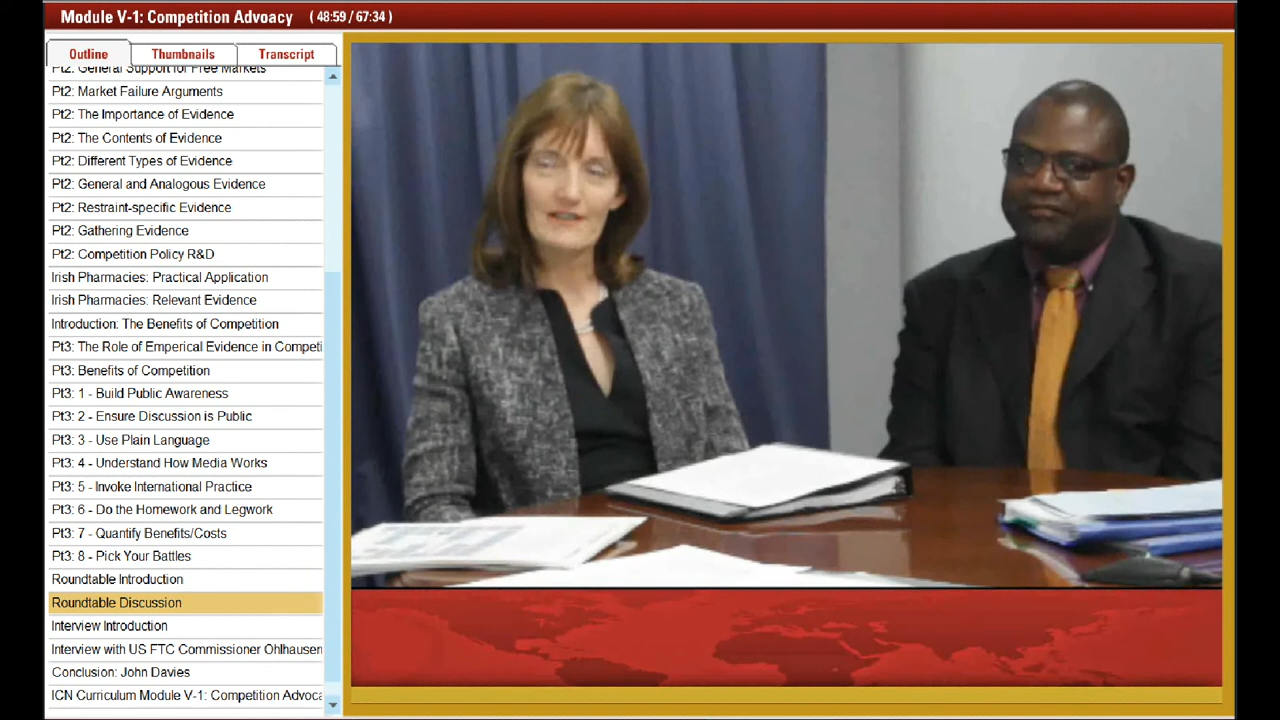 Module V-1: Competition Advoacy ( 48:59 / 67:34 )
Outline Thumbnails Transcript
Pt2: General Support for Free Markets
Pt2: Market Failure Arguments
Pt2: The Importance of Evidence
Pt2: The Contents of Evidence
Pt2: Different Types of Evidence
Pt2: General and Analogous Evidence
Pt2: Restraint-specific Evidence
Pt2: Gathering Evidence
Pt2: Competition Policy R&D
Irish Pharmacies: Practical Application
Irish Pharmacies: Relevant Evidence
Introduction: The Benefits of Competition
Pt3: The Role of Emperical Evidence in Competi
Pt3: Benefits of Competition
Pt3: 1 - Build Public Awareness
Pt3: 2 - Ensure Discussion is Public
Pt3: 3 - Use Plain Language
Pt3: 4 - Understand How Media Works
Pt3: 5 - Invoke International Practice
Pt3: 6 - Do the Homework and Legwork
Pt3: 7 - Quantify Benefits/Costs
Pt3: 8 - Pick Your Battles
Roundtable Introduction
Roundtable Discussion
Interview Introduction
Interview with US FTC Commissioner Ohlhausen
Conclusion: John Davies
ICN Curriculum Module V-1: Competition Advoca